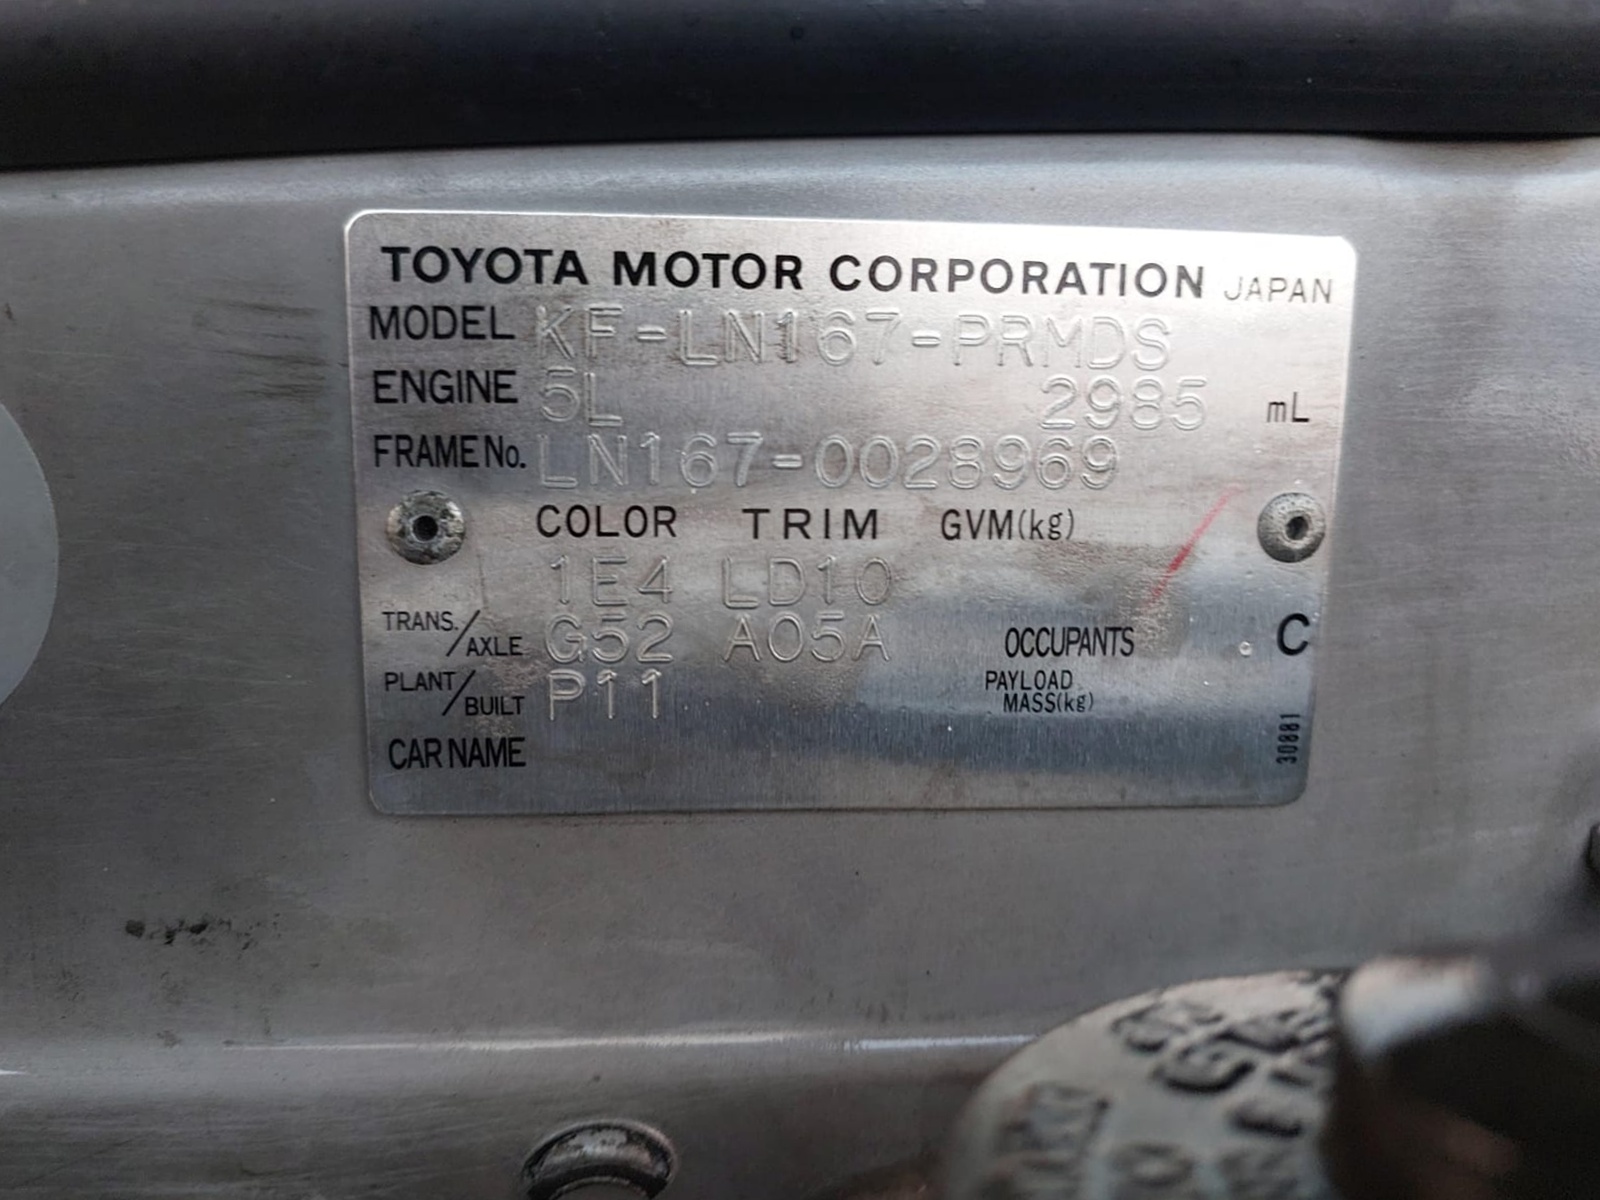 TOYOTA MOTOR CORPORATION JAPAN
MODEL KF-LN167-PRMDS
ENGINE 5L 2985 mL
FRAME No. LN167-0028969
COLOR TRIM GVM(kg)
1E4 LD10
TRANS./AXLE G52 A05A OCCUPANTS C
PLANT/BUILT P11 PAYLOAD MASS(kg)
CAR NAME
30881